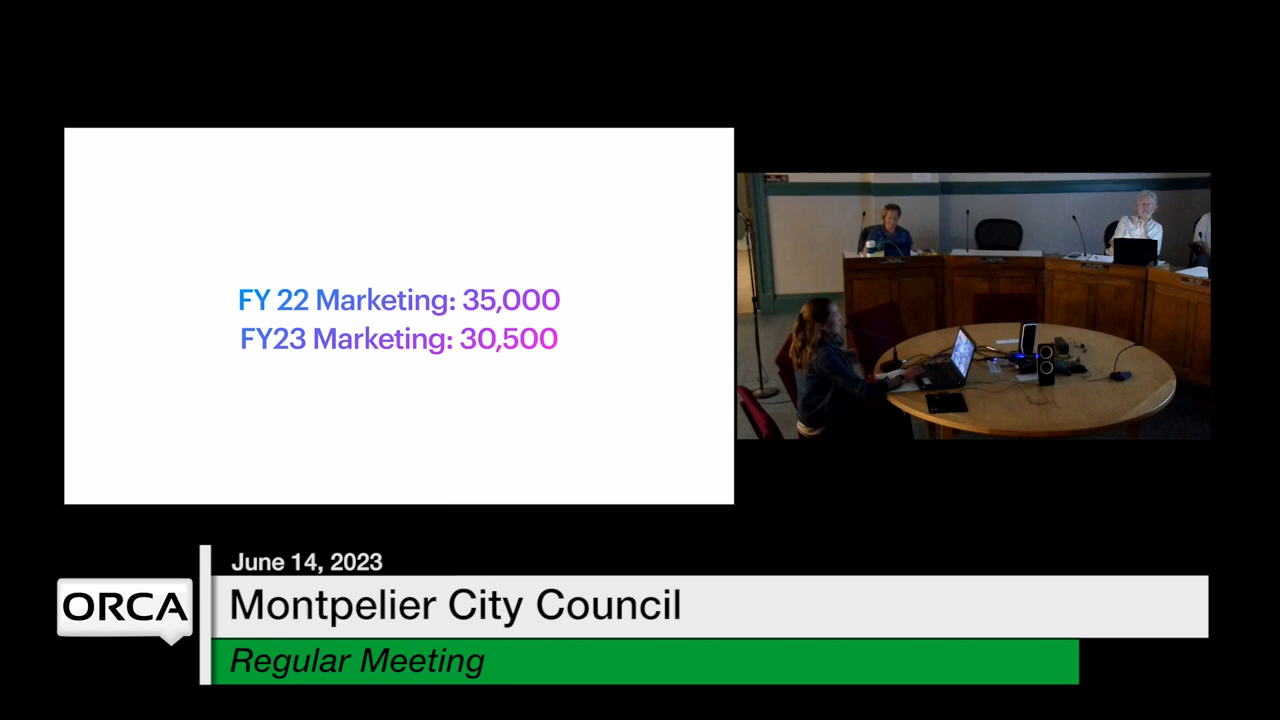 FY 22 Marketing: 35,000
FY23 Marketing: 30,500
June 14, 2023
ORCA
Montpelier City Council
Regular Meeting